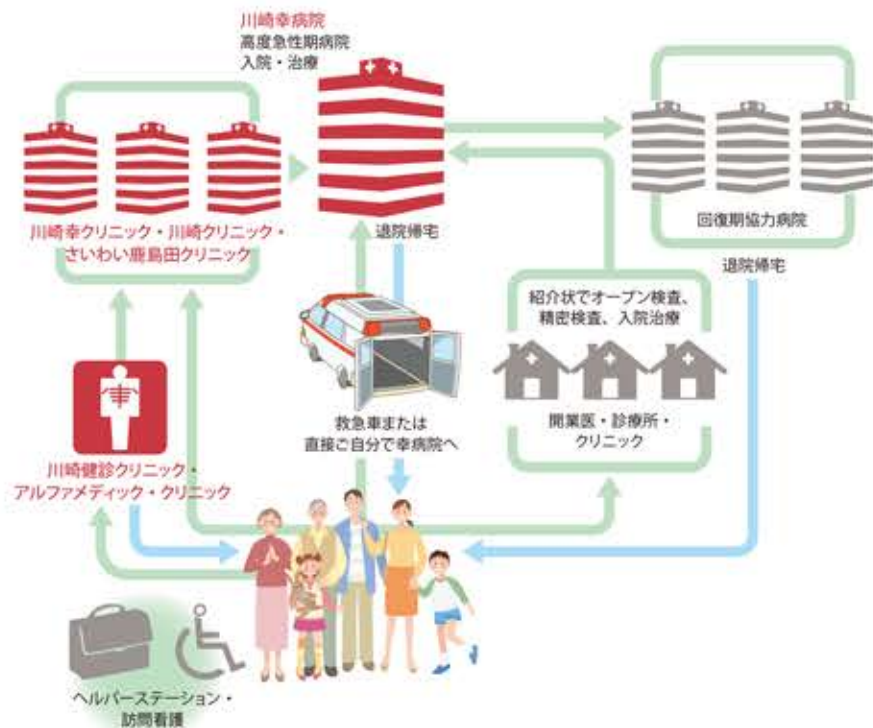 川崎幸病院
高度急性期病院
入院・治療
川崎幸クリニック・川崎クリニック・
さいわい鹿島田クリニック
退院帰宅
回復期協力病院
退院帰宅
紹介状でオープン検査、
精密検査、入院治療
開業医・診療所・
クリニック
救急車または
直接ご自分で幸病院へ
川崎健診クリニック・
アルファメディック・クリニック
ヘルパーステーション・
訪問看護